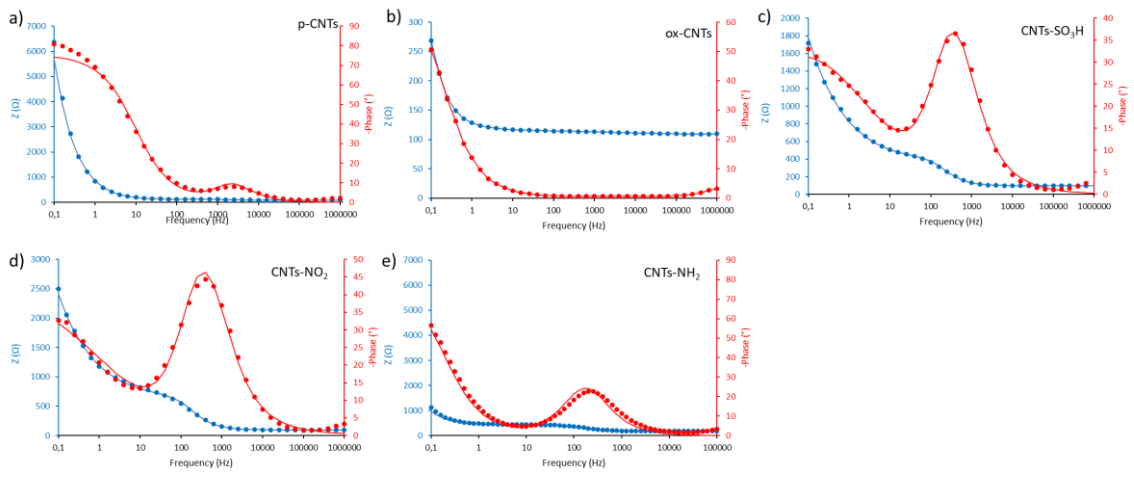 a)
p-CNTs
7000
6000
5000
4000
3000
2000
1000
0
Z (Ω)
90
80
70
60
50
40
30
20
10
0
-Phase (°)
0,1 1 10 100 1000 10000 100000 1000000
Frequency (Hz)
b)
ox-CNTs
300
250
200
150
100
50
0
Z (Ω)
60
50
40
30
20
10
0
-Phase (°)
0,1 1 10 100 1000 10000 100000 1000000
Frequency (Hz)
c)
CNTs-SO₃H
2000
1800
1600
1400
1200
1000
800
600
400
200
0
Z (Ω)
40
35
30
25
20
15
10
5
0
-Phase (°)
0,1 1 10 100 1000 10000 100000 1000000
Frequency (Hz)
d)
CNTs-NO₂
3000
2500
2000
1500
1000
500
0
Z (Ω)
50
45
40
35
30
25
20
15
10
5
0
-Phase (°)
0,1 1 10 100 1000 10000 100000 1000000
Frequency (Hz)
e)
CNTs-NH₂
7000
6000
5000
4000
3000
2000
1000
0
Z (Ω)
90
80
70
60
50
40
30
20
10
0
-Phase (°)
0,1 1 10 100 1000 10000 100000
Frequency (Hz)